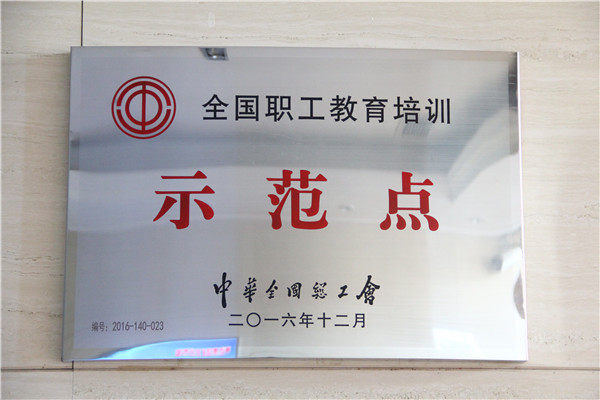 全国职工教育培训
示范点
中华全国总工會
二〇一六年十二月
编号：2016-140-023